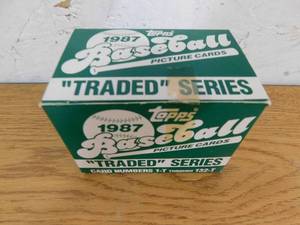 1987 Topps
Baseball
PICTURE CARDS
"TRADED" SERIES
1987 Topps
Baseball
PICTURE CARDS
"TRADED" SERIES
CARD NUMBERS 1-T THROUGH 132-T